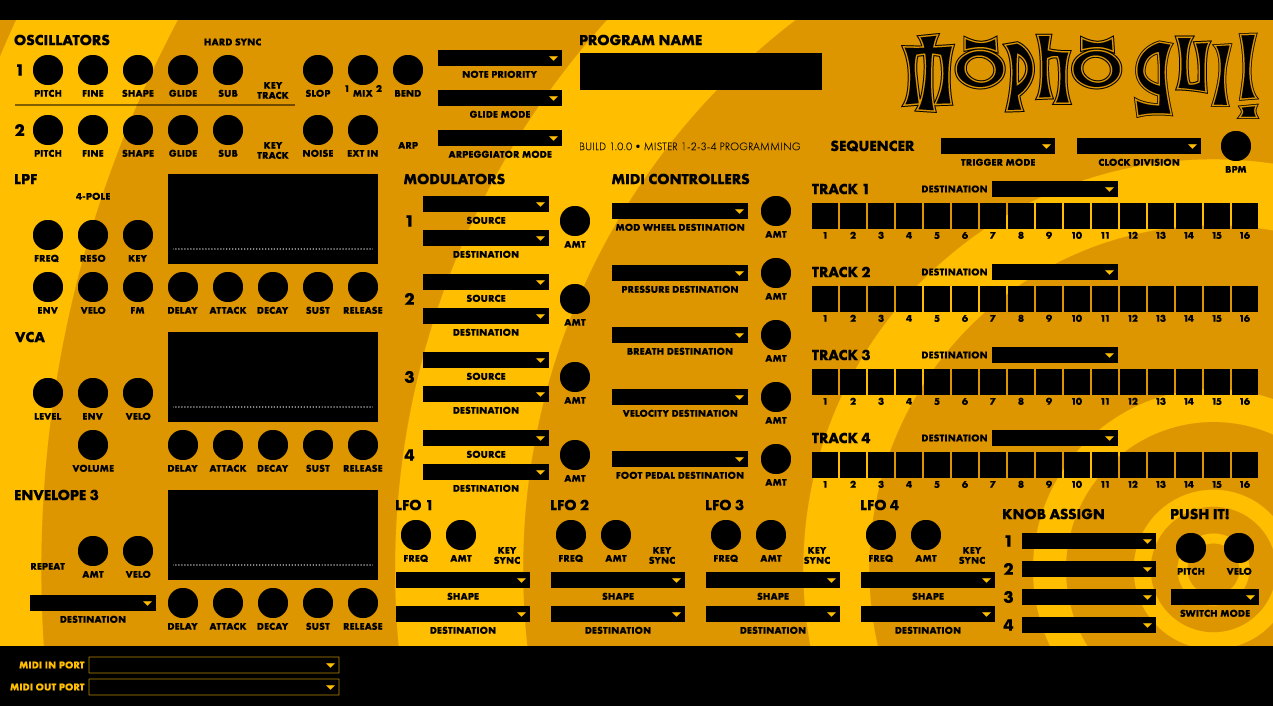 OSCILLATORS
HARD SYNC
1
PITCH FINE SHAPE GLIDE SUB KEY TRACK SLOP 1 MIX 2 BEND
2
PITCH FINE SHAPE GLIDE SUB KEY TRACK NOISE EXT IN ARP
NOTE PRIORITY
GLIDE MODE
ARPEGGIATOR MODE
PROGRAM NAME
mopho gui!
BUILD 1.0.0 • MISTER 1-2-3-4 PROGRAMMING
SEQUENCER
TRIGGER MODE CLOCK DIVISION BPM
LPF
4-POLE
FREQ RESO KEY
ENV VELO FM DELAY ATTACK DECAY SUST RELEASE
VCA
LEVEL ENV VELO
VOLUME DELAY ATTACK DECAY SUST RELEASE
ENVELOPE 3
REPEAT AMT VELO
DESTINATION DELAY ATTACK DECAY SUST RELEASE
MODULATORS
1 SOURCE AMT
DESTINATION
2 SOURCE AMT
DESTINATION
3 SOURCE AMT
DESTINATION
4 SOURCE AMT
DESTINATION
MIDI CONTROLLERS
MOD WHEEL DESTINATION AMT
PRESSURE DESTINATION AMT
BREATH DESTINATION AMT
VELOCITY DESTINATION AMT
FOOT PEDAL DESTINATION AMT
TRACK 1 DESTINATION
1 2 3 4 5 6 7 8 9 10 11 12 13 14 15 16
TRACK 2 DESTINATION
1 2 3 4 5 6 7 8 9 10 11 12 13 14 15 16
TRACK 3 DESTINATION
1 2 3 4 5 6 7 8 9 10 11 12 13 14 15 16
TRACK 4 DESTINATION
1 2 3 4 5 6 7 8 9 10 11 12 13 14 15 16
LFO 1
FREQ AMT KEY SYNC
SHAPE
DESTINATION
LFO 2
FREQ AMT KEY SYNC
SHAPE
DESTINATION
LFO 3
FREQ AMT KEY SYNC
SHAPE
DESTINATION
LFO 4
FREQ AMT KEY SYNC
SHAPE
DESTINATION
KNOB ASSIGN
1
2
3
4
PUSH IT!
PITCH VELO
SWITCH MODE
MIDI IN PORT
MIDI OUT PORT